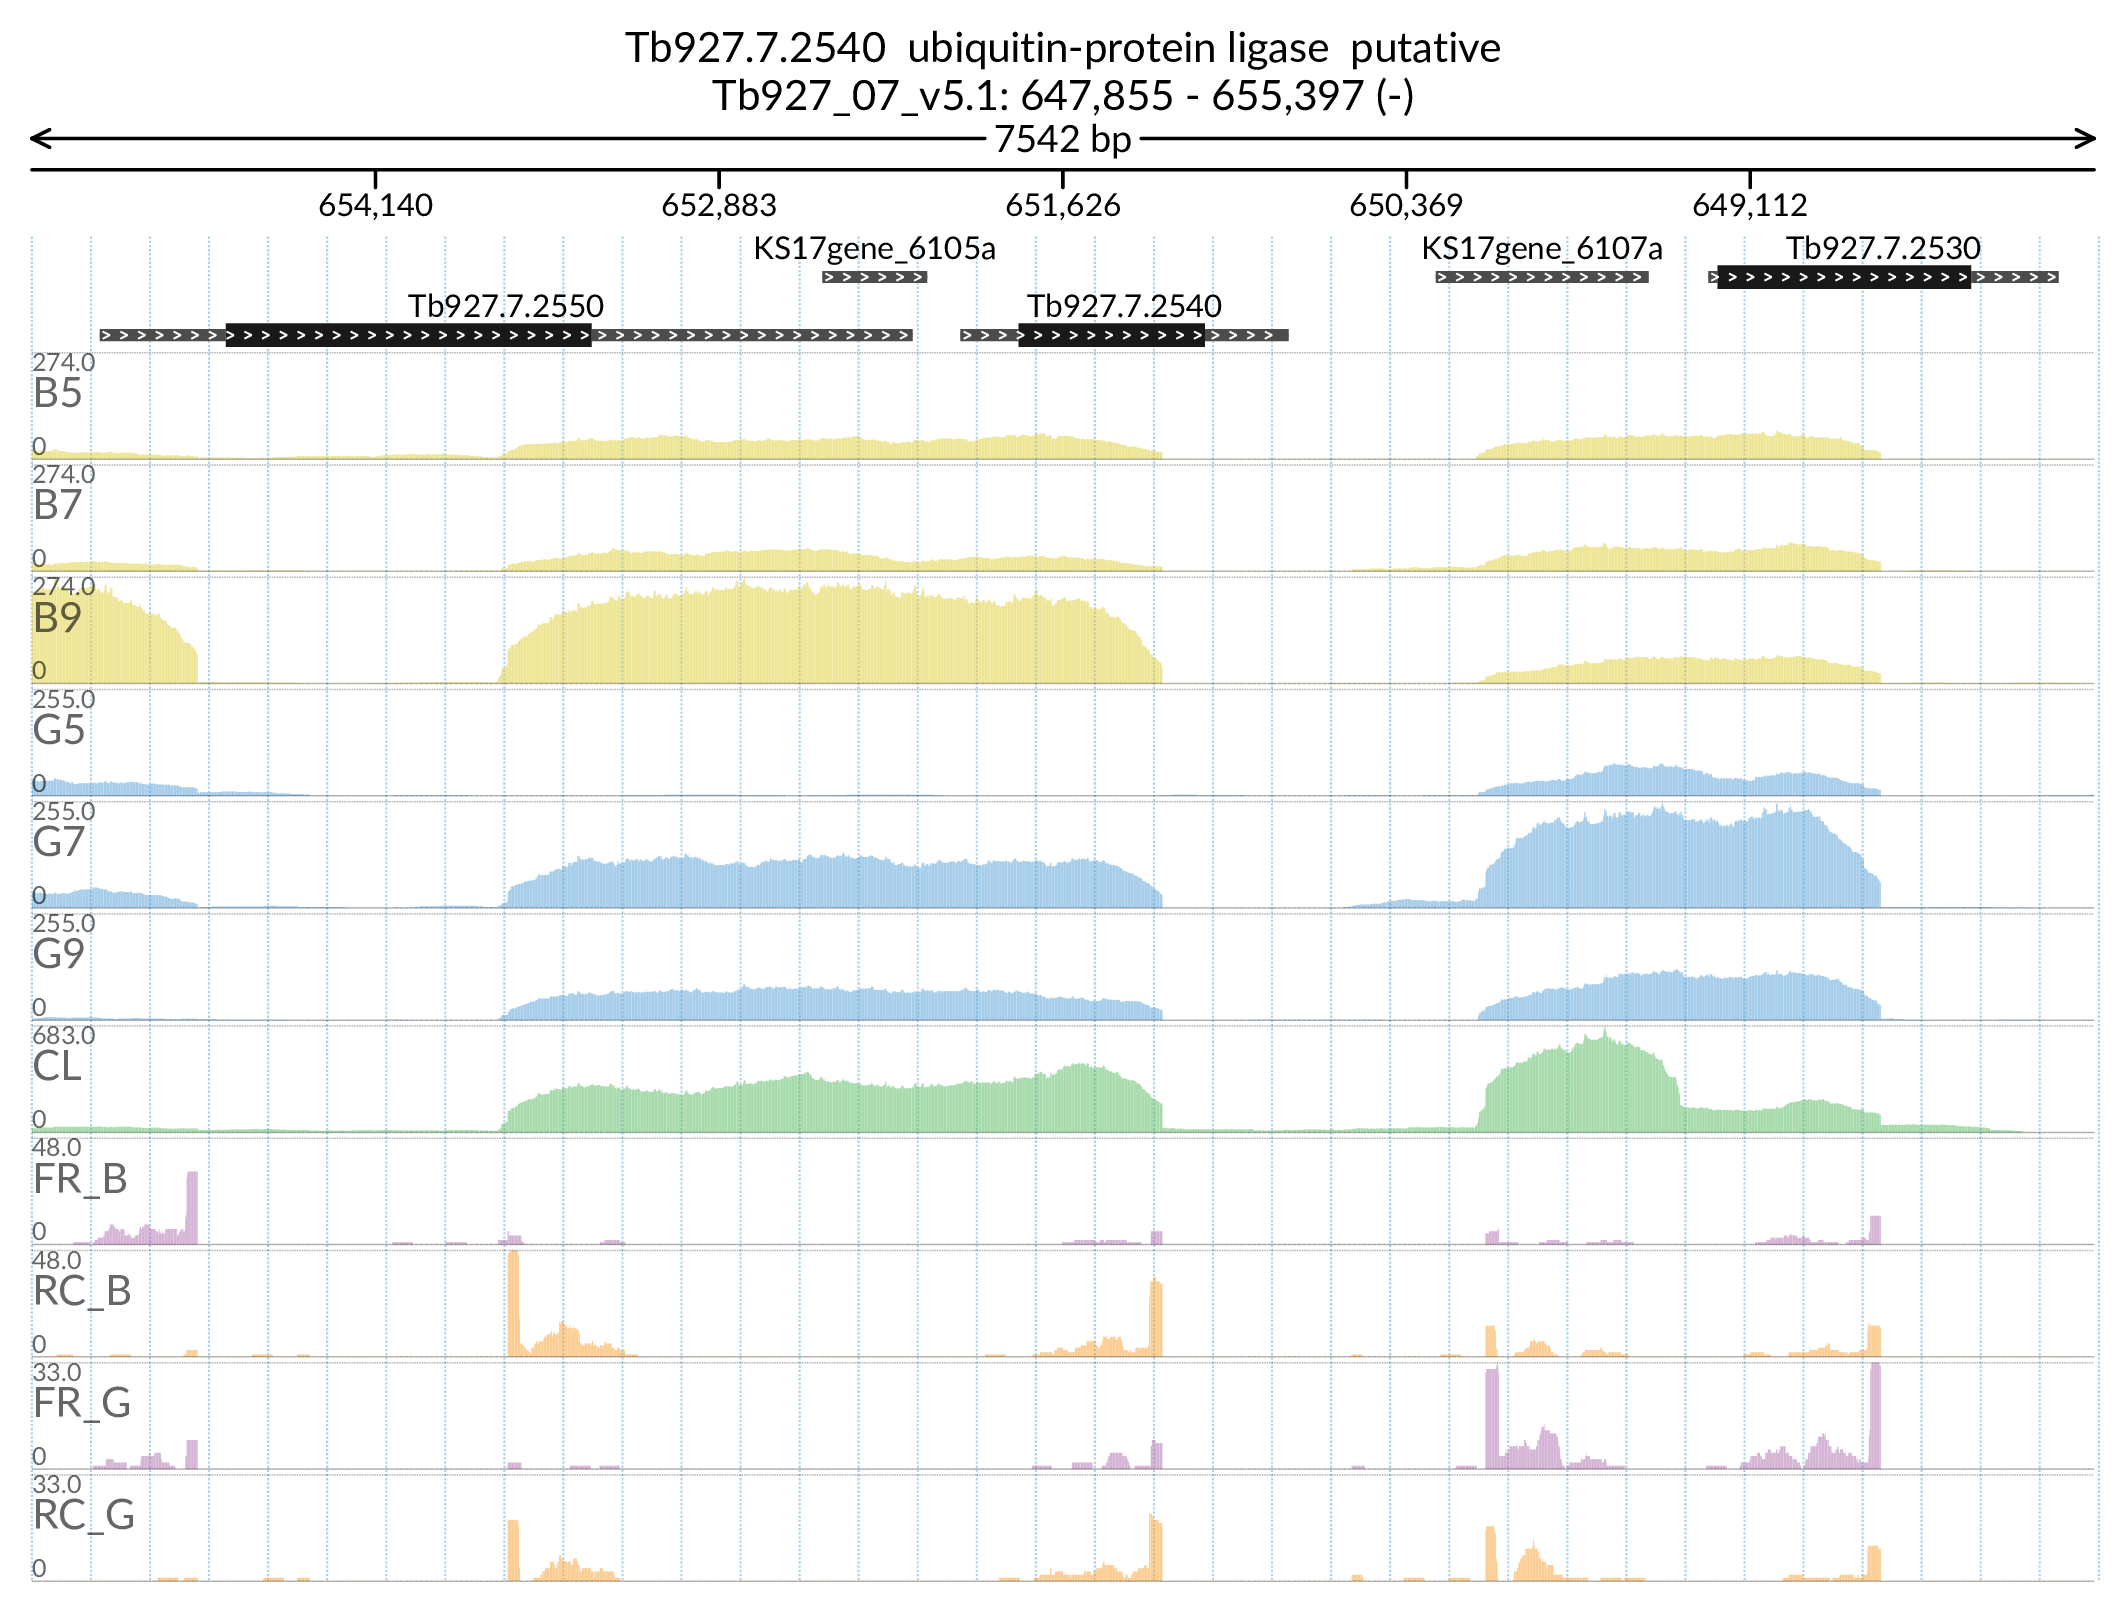 Tb927.7.2540 ubiquitin-protein ligase putative
Tb927_07_v5.1: 647,855 - 655,397 (-)
7542 bp
654,140 652,883 651,626 650,369 649,112
KS17gene_6105a KS17gene_6107a Tb927.7.2530
Tb927.7.2550 Tb927.7.2540
274.0
B5
0
274.0
B7
0
274.0
B9
0
255.0
G5
0
255.0
G7
0
255.0
G9
0
683.0
CL
0
48.0
FR_B
0
48.0
RC_B
0
33.0
FR_G
0
33.0
RC_G
0